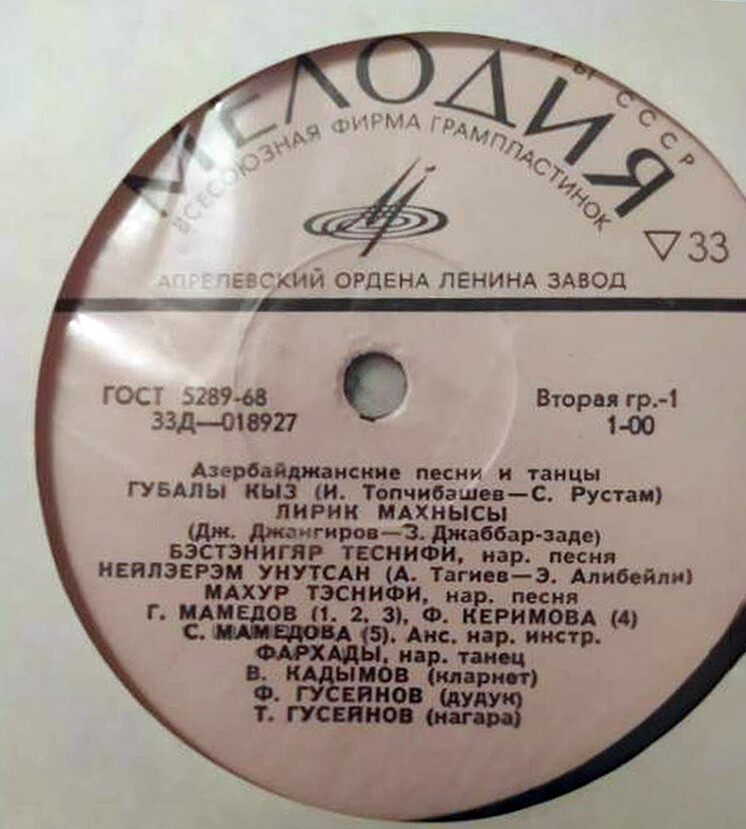 УРЫ СССР
МЕЛОДИЯ
ВСЕСОЮЗНАЯ ФИРМА ГРАМПЛАСТИНОК
▽33
АПРЕЛЕВСКИЙ ОРДЕНА ЛЕНИНА ЗАВОД
ГОСТ 5289-68
Вторая гр.-1
33Д—018927
1-00
Азербайджанские песни и танцы
ГУБАЛЫ КЫЗ (И. Топчибашев—С. Рустам)
ЛИРИК МАХНЫСЫ
(Дж. Джангиров—З. Джаббар-заде)
БЭСТЭНИГЯР ТЕСНИФИ, нар. песня
НЕЙЛЭЕРЭМ УНУТСАН (А. Тагиев—Э. Алибейли)
МАХУР ТЭСНИФИ, нар. песня
Г. МАМЕДОВ (1. 2, 3), Ф. КЕРИМОВА (4)
С. МАМЕДОВА (5). Анс. нар. инстр.
ФАРХАДЫ, нар. танец
В. КАДЫМОВ (кларнет)
Ф. ГУСЕЙНОВ (дудук)
Т. ГУСЕЙНОВ (нагара)